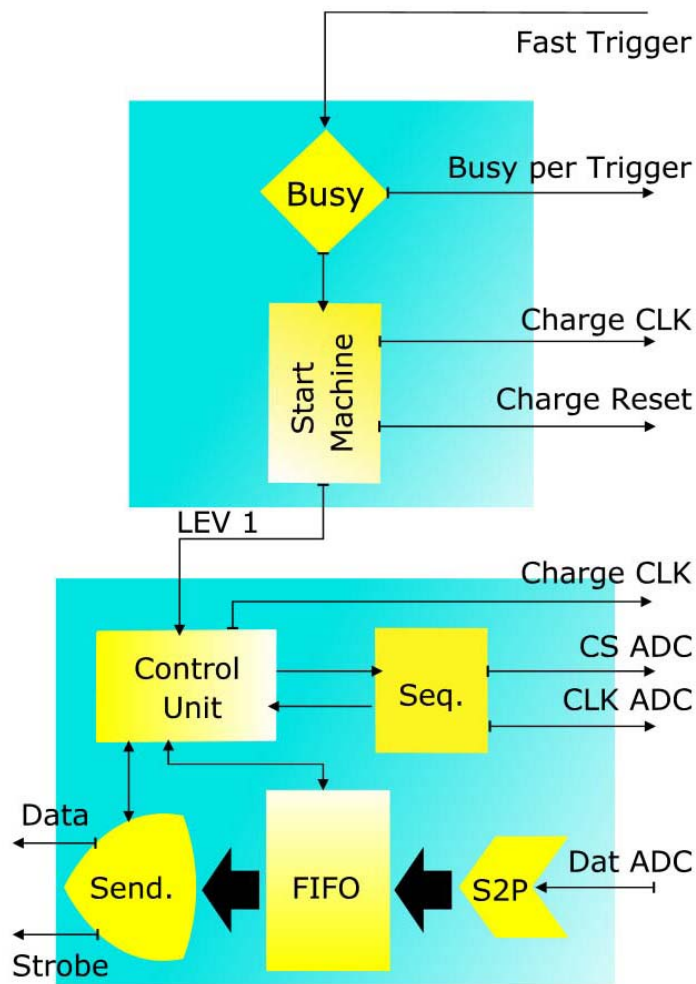 Fast Trigger
Busy
Busy per Trigger
Start
Machine
Charge CLK
Charge Reset
LEV 1
Charge CLK
Control
Unit
Seq.
CS ADC
CLK ADC
Data
Send.
FIFO
S2P
Dat ADC
Strobe